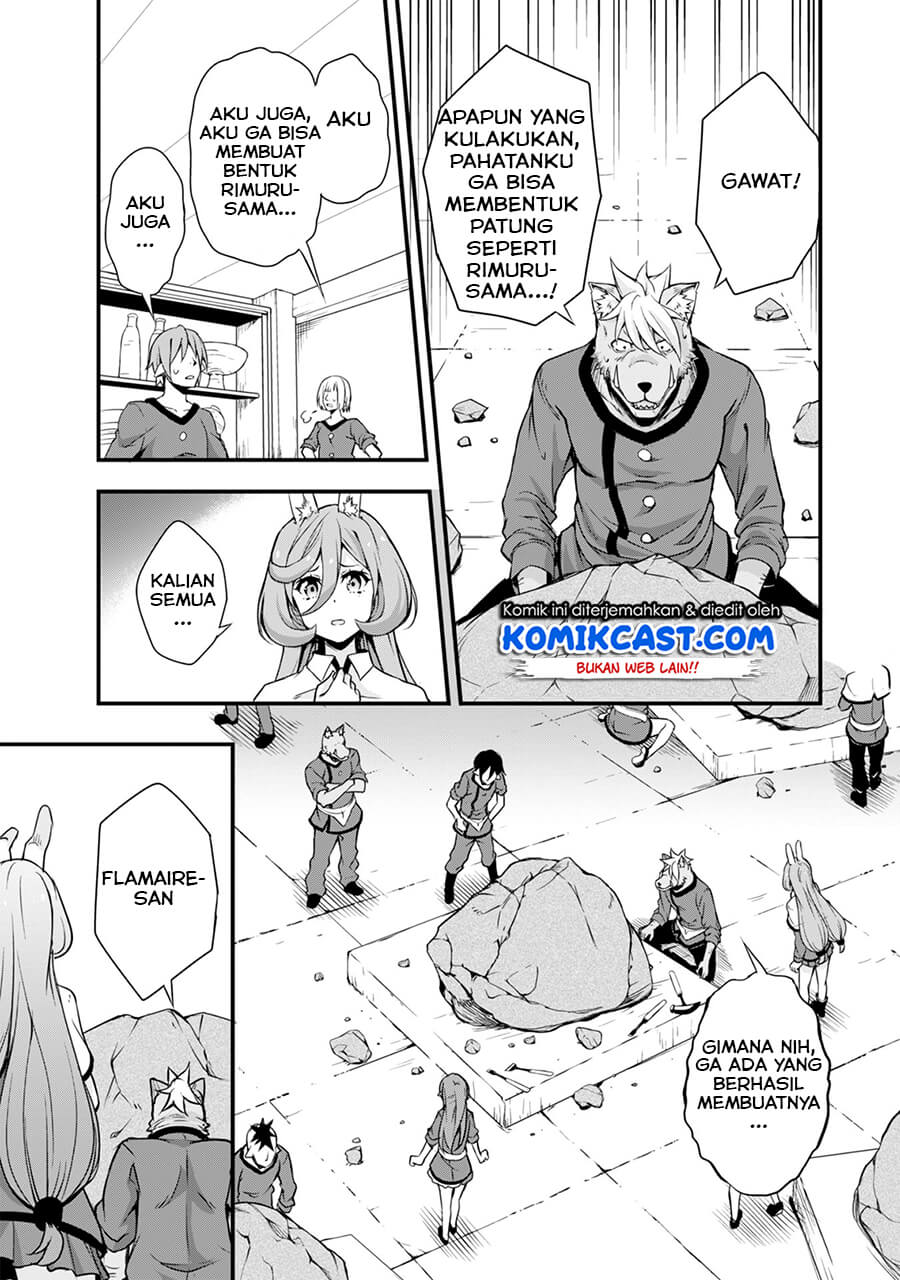 GAWAT!
APAPUN YANG
KULAKUKAN,
PAHATANKU
GA BISA
MEMBENTUK
PATUNG
SEPERTI
RIMURU-
SAMA...!
AKU
AKU JUGA,
AKU GA BISA
MEMBUAT
BENTUK
RIMURU-
SAMA...
AKU
JUGA
...
KALIAN
SEMUA
...
Komik ini diterjemahkan & diedit oleh
KOMIKCAST.COM
BUKAN WEB LAIN!!
GIMANA NIH,
GA ADA YANG
BERHASIL
MEMBUATNYA
...
FLAMAIRE-
SAN